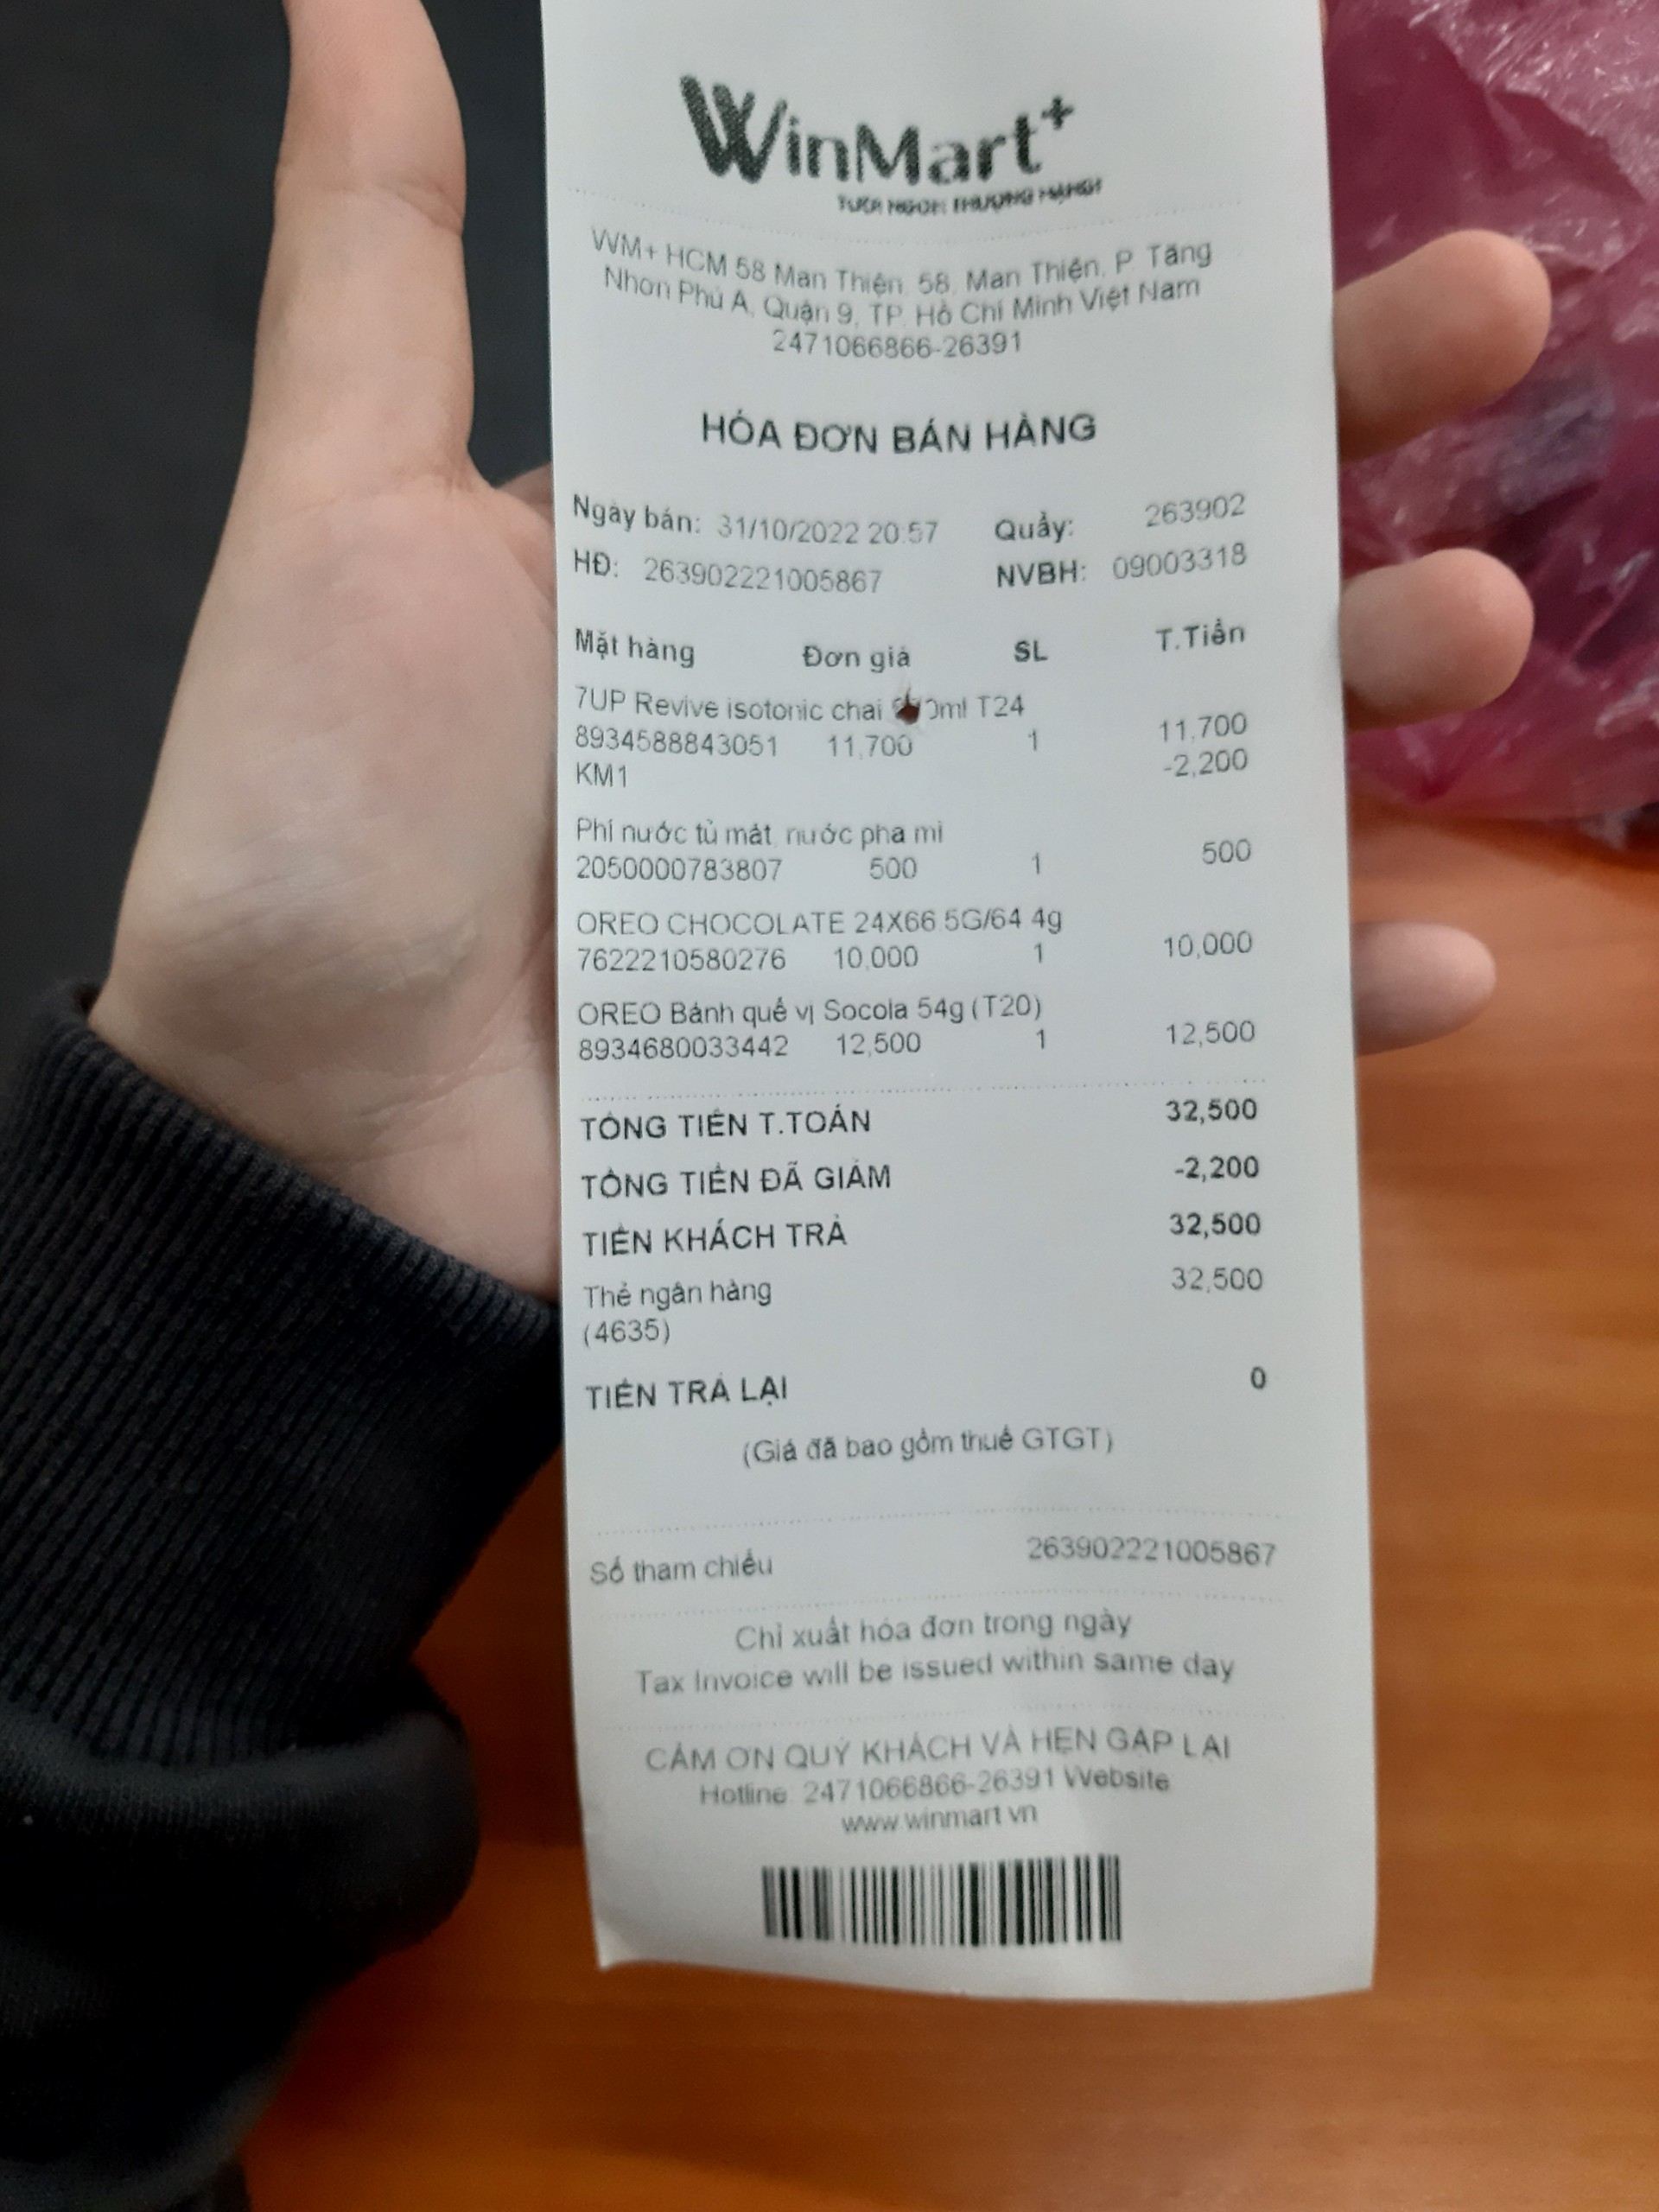 WinMart+
WM+ HCM 58 Man Thiện, 58, Man Thiện, P. Tăng
Nhơn Phú A, Quận 9, TP. Hồ Chí Minh Việt Nam
2471066866-26391
HÓA ĐƠN BÁN HÀNG
Ngày bán: 31/10/2022 20:57 Quầy: 263902
HĐ: 263902221005867 NVBH: 09003318
Mặt hàng Đơn giá SL T.Tiền
7UP Revive isotonic chai T24
8934588843051 11,700 1 11,700
KM1 -2,200
Phí nước tủ mát, nước pha mì
2050000783807 500 1 500
OREO CHOCOLATE 24X66.5G/64.4g
7622210580276 10,000 1 10,000
OREO Bánh quế vị Socola 54g (T20)
8934680033442 12,500 1 12,500
TỔNG TIỀN T.TOÁN 32,500
TỔNG TIỀN ĐÃ GIẢM -2,200
TIỀN KHÁCH TRẢ 32,500
Thẻ ngân hàng 32,500
(4635)
TIỀN TRẢ LẠI 0
(Giá đã bao gồm thuế GTGT)
Số tham chiếu 263902221005867
Chỉ xuất hóa đơn trong ngày
Tax Invoice will be issued within same day
CẢM ƠN QUÝ KHÁCH VÀ HẸN GẶP LẠI
Hotline: 2471066866-26391 Website:
www.winmart.vn